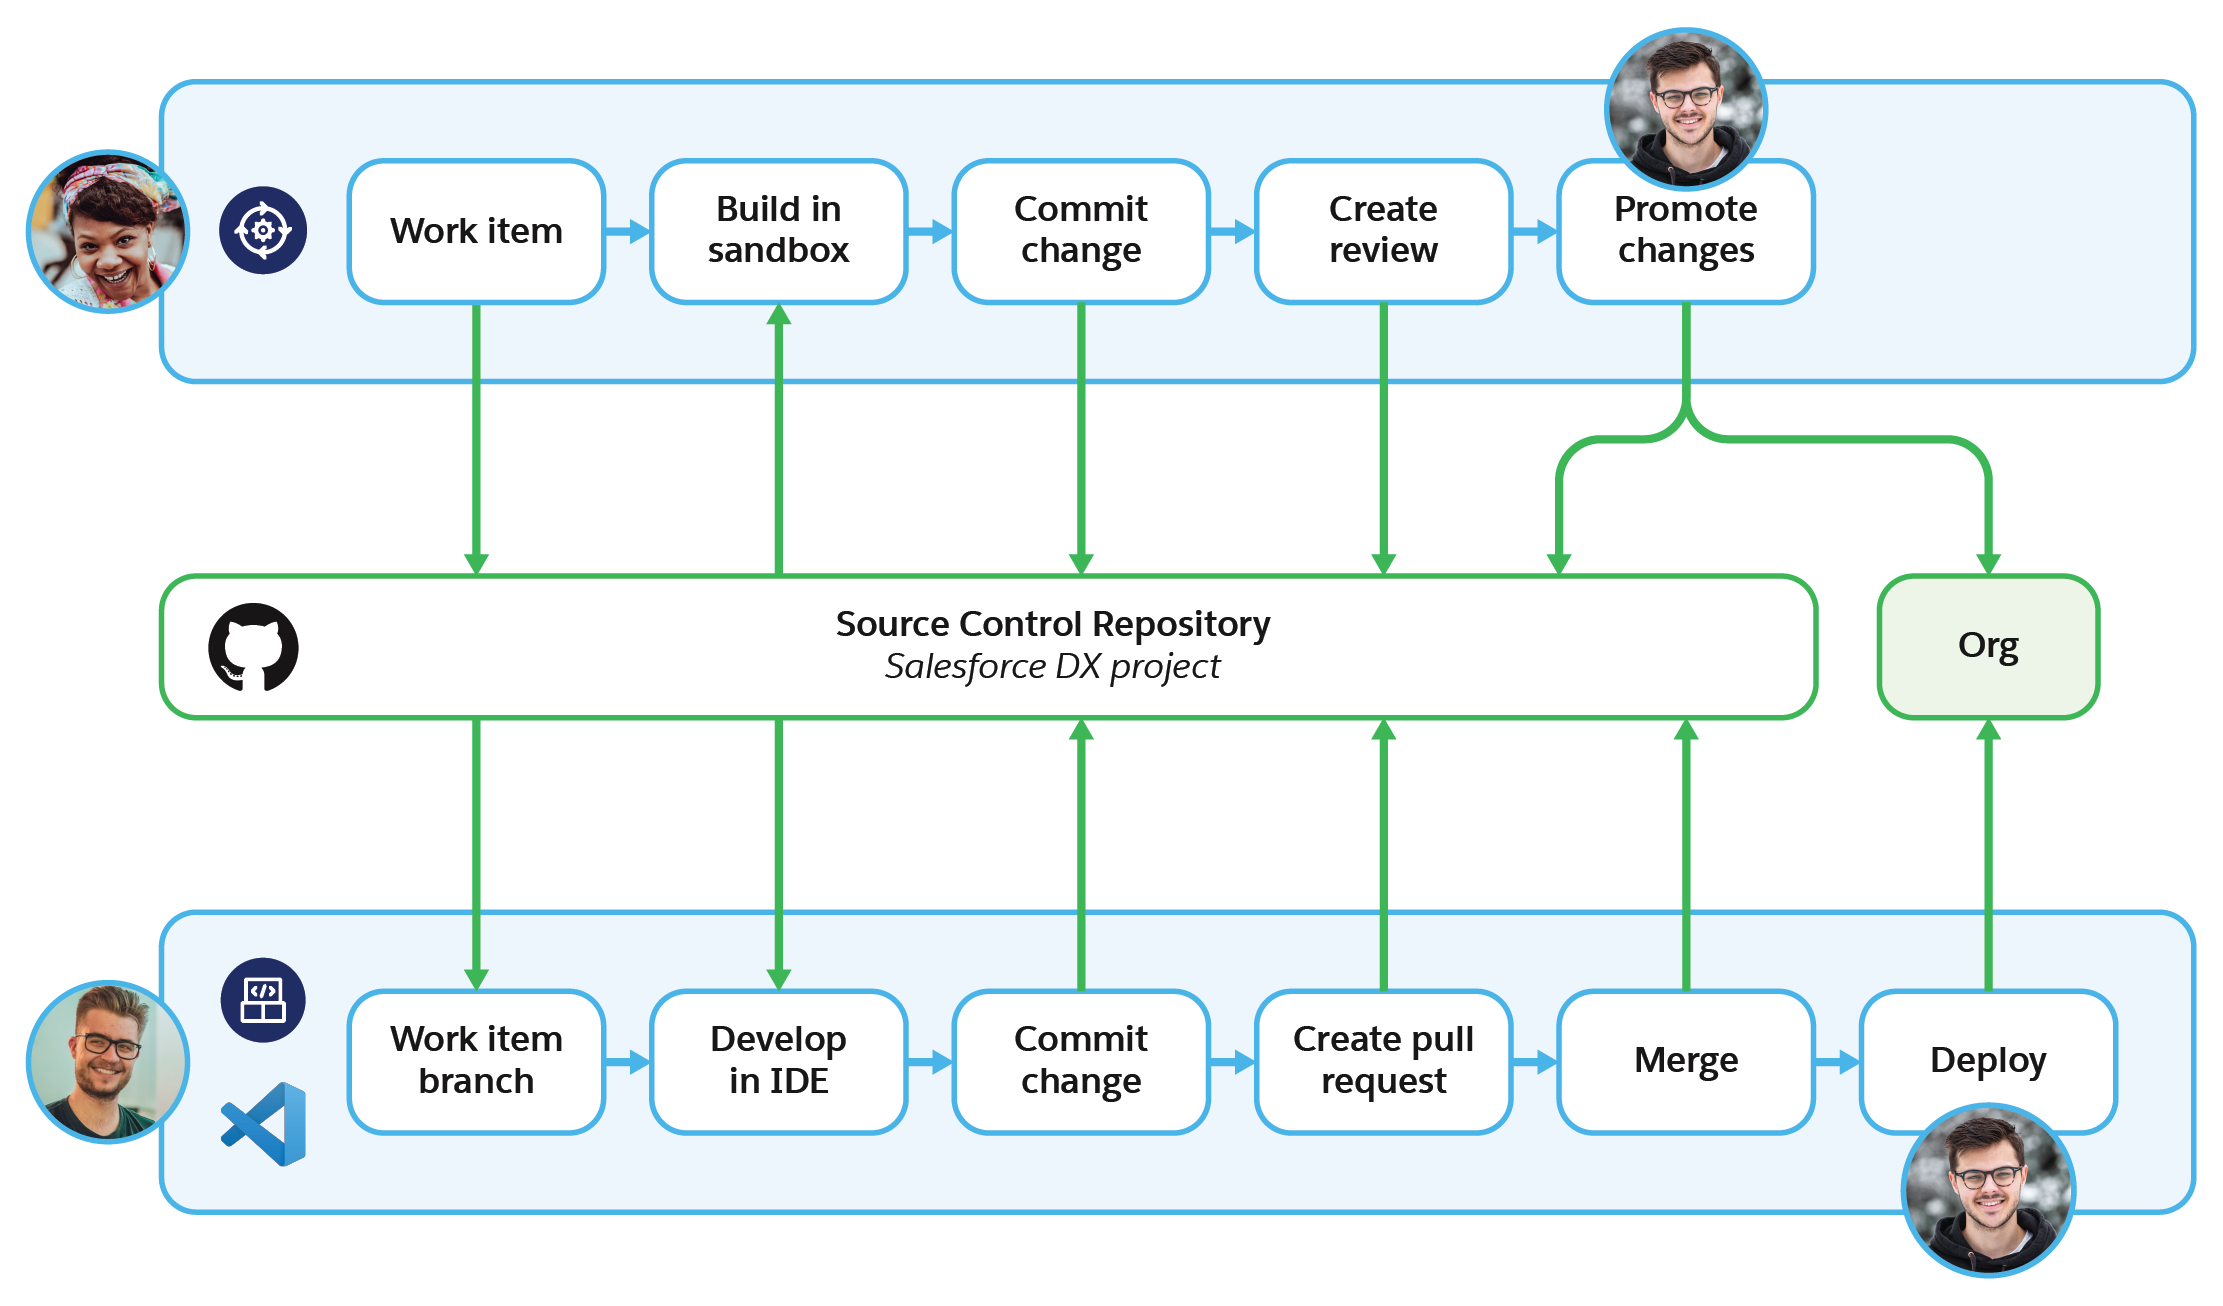 Work item
Build in
sandbox
Commit
change
Create
review
Promote
changes
Source Control Repository
Salesforce DX project
Org
Work item
branch
Develop
in IDE
Commit
change
Create pull
request
Merge
Deploy